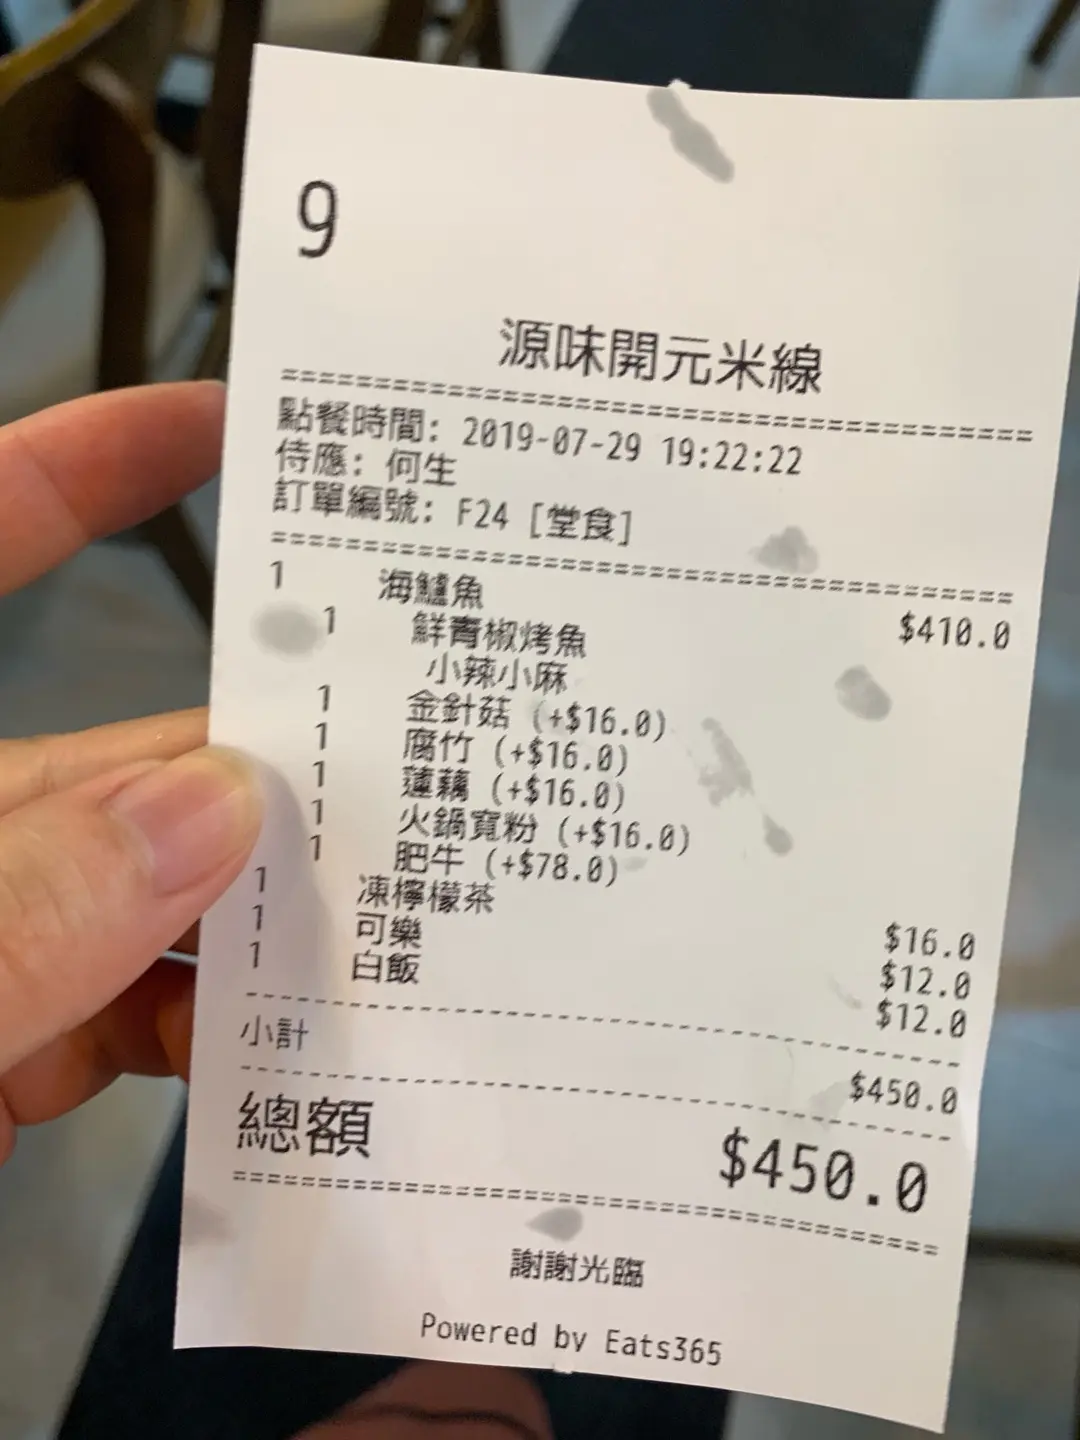 9
源味開元米線
點餐時間: 2019-07-29 19:22:22
侍應: 何生
訂單編號: F24 [堂食]
1 海鱸魚 $410.0
1 鮮青椒烤魚
小辣小麻
1 金針菇 (+$16.0)
1 腐竹 (+$16.0)
1 蓮藕 (+$16.0)
1 火鍋寬粉 (+$16.0)
1 肥牛 (+$78.0)
1 凍檸檬茶 $16.0
1 可樂 $12.0
1 白飯 $12.0
小計 $450.0
總額 $450.0
謝謝光臨
Powered by Eats365